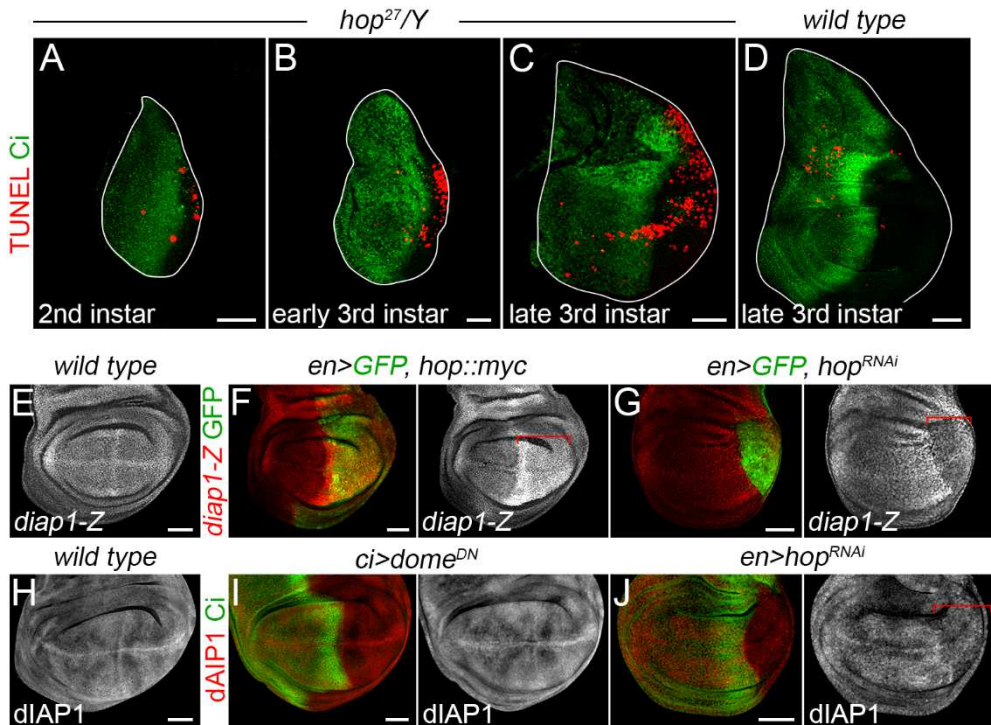 hop27/Y wild type
TUNEL Ci
A B C D
2nd instar early 3rd instar late 3rd instar late 3rd instar
wild type en>GFP, hop::myc en>GFP, hopRNAi
E F G
diap1-Z diap1-Z GFP diap1-Z diap1-Z
wild type ci>domeDN en>hopRNAi
H I J
dIAP1 dAIP1 Ci dIAP1 dIAP1